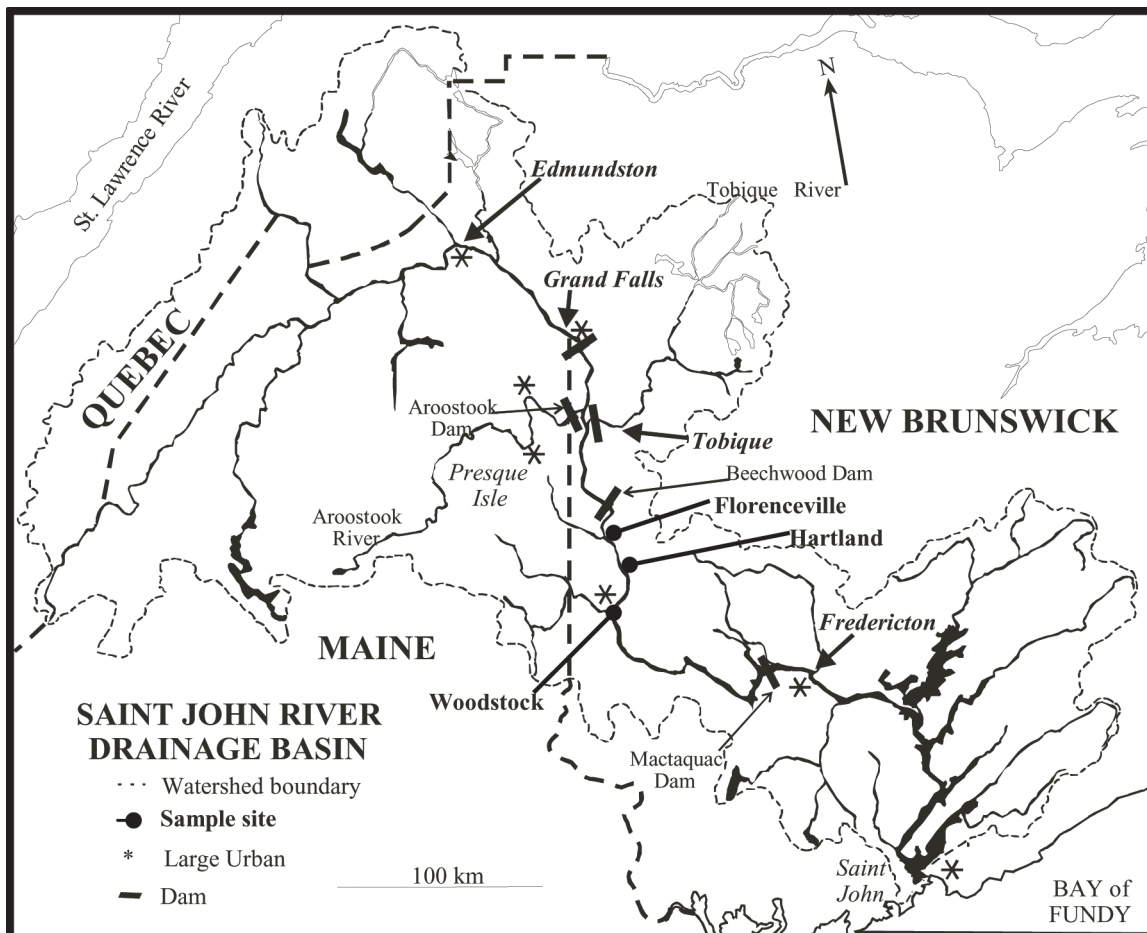 St. Lawrence River
N
Edmundston
Tobique River
Grand Falls
QUEBEC
Aroostook
Dam
NEW BRUNSWICK
Tobique
Presque
Isle
Beechwood Dam
Florenceville
Aroostook
River
Hartland
Fredericton
MAINE
Woodstock
SAINT JOHN RIVER
DRAINAGE BASIN
Mactaquac
Dam
Watershed boundary
Sample site
* Large Urban
Dam
100 km
Saint
John
BAY of
FUNDY